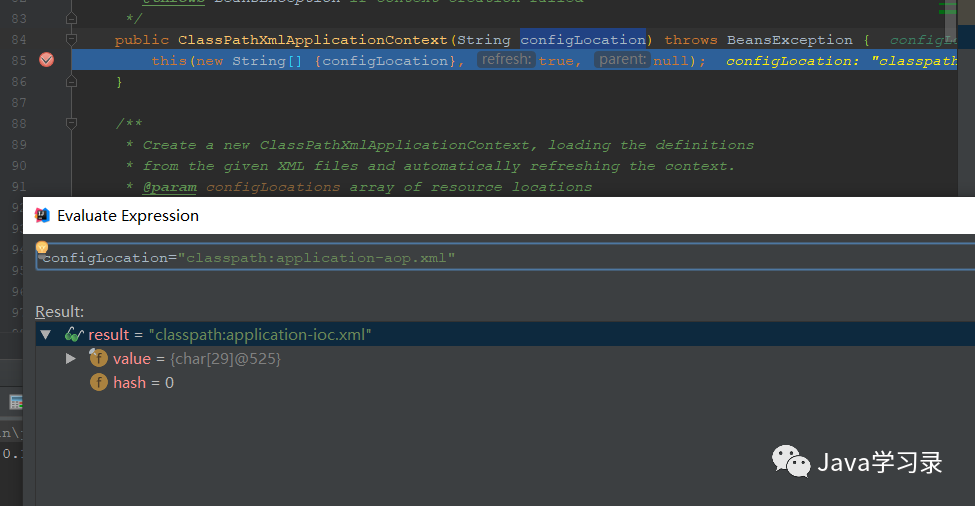 82 * @throws BeansException if context creation failed
83 */
84 public ClassPathXmlApplicationContext(String configLocation) throws BeansException { configLo
85 this(new String[] {configLocation}, refresh: true, parent: null); configLocation: "classpath
86 }
87
88 /**
89 * Create a new ClassPathXmlApplicationContext, loading the definitions
90 * from the given XML files and automatically refreshing the context.
91 * @param configLocations array of resource locations
Evaluate Expression
configLocation="classpath:application-aop.xml"
Result:
result = "classpath:application-ioc.xml"
f value = {char[29]@525}
f hash = 0
Java学习录